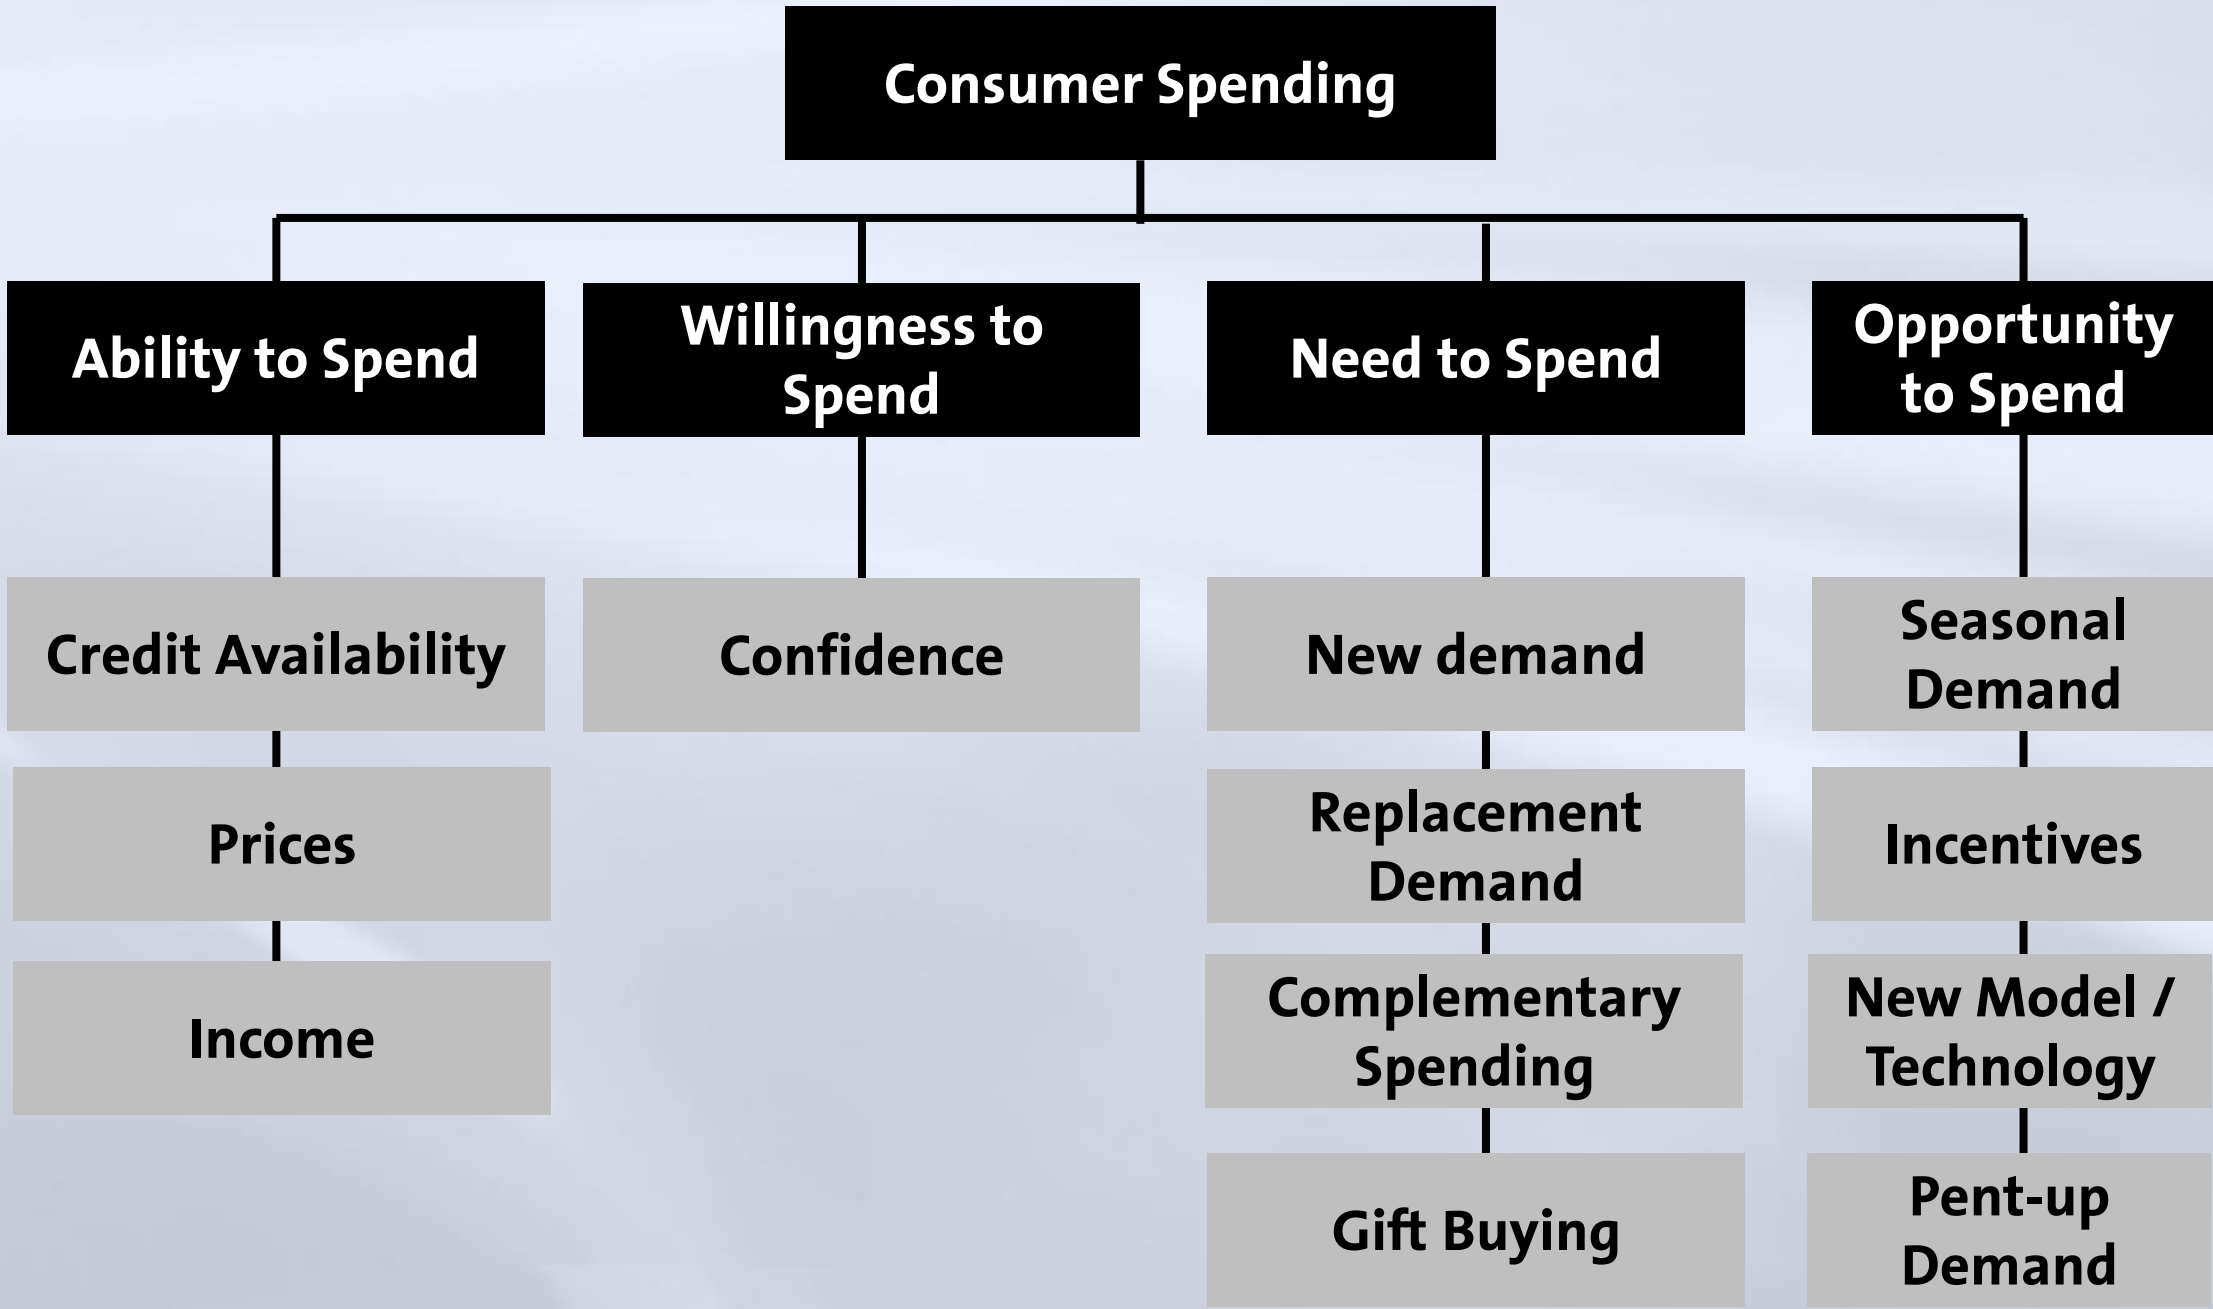 Consumer Spending
Ability to Spend
Willingness to
Spend
Need to Spend
Opportunity
to Spend
Credit Availability
Confidence
New demand
Seasonal
Demand
Prices
Replacement
Demand
Incentives
Income
Complementary
Spending
New Model /
Technology
Gift Buying
Pent-up
Demand